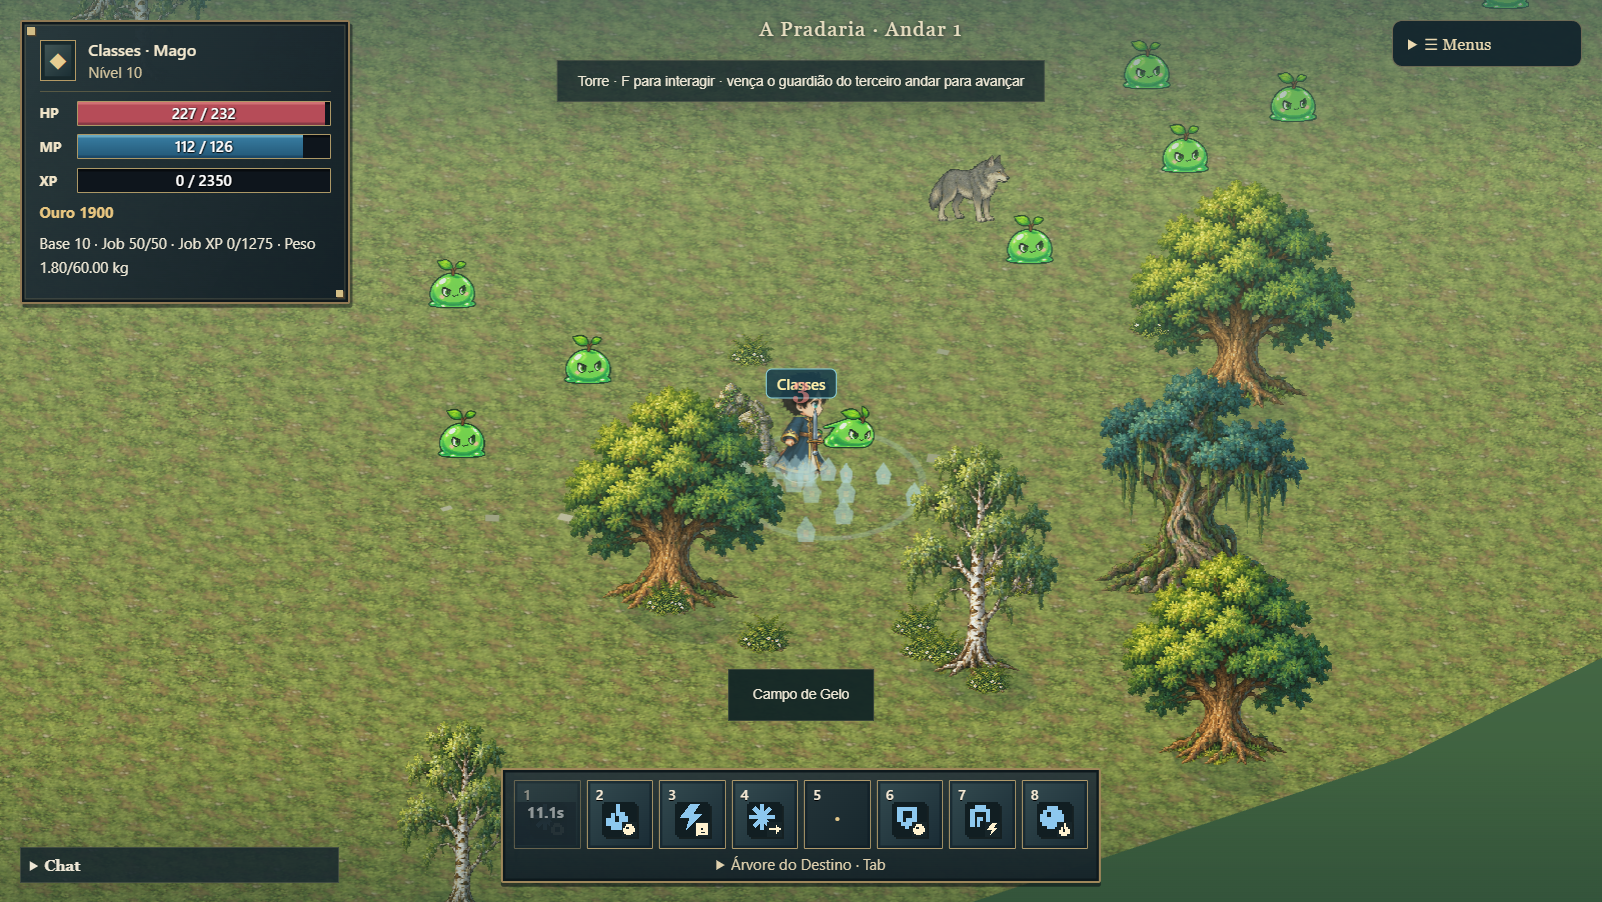 A Pradaria · Andar 1
Torre · F para interagir · vença o guardião do terceiro andar para avançar
Classes · Mago
Nível 10
HP 227 / 232
MP 112 / 126
XP 0 / 2350
Ouro 1900
Base 10 · Job 50/50 · Job XP 0/1275 · Peso
1.80/60.00 kg
☰ Menus
Classes
3
Campo de Gelo
1 2 3 4 5 6 7 8
11.1s
Árvore do Destino · Tab
Chat